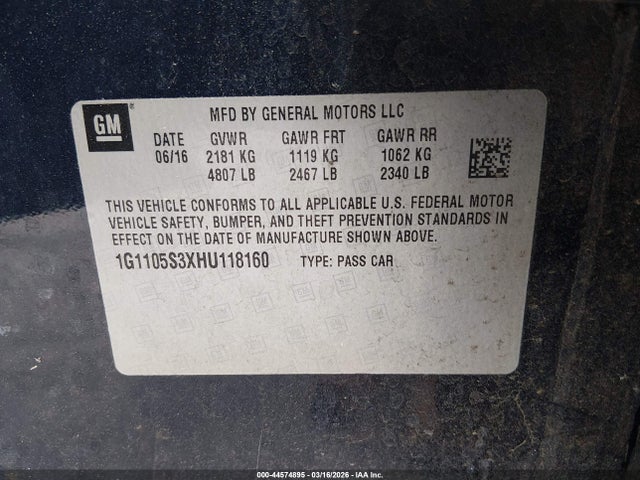 GM
MFD BY GENERAL MOTORS LLC
DATE GVWR GAWR FRT GAWR RR
06/16 2181 KG 1119 KG 1062 KG
4807 LB 2467 LB 2340 LB
THIS VEHICLE CONFORMS TO ALL APPLICABLE U.S. FEDERAL MOTOR
VEHICLE SAFETY, BUMPER, AND THEFT PREVENTION STANDARDS IN
EFFECT ON THE DATE OF MANUFACTURE SHOWN ABOVE.
1G1105S3XHU118160 TYPE: PASS CAR
000-44574895 - 03/16/2026 - IAA Inc.